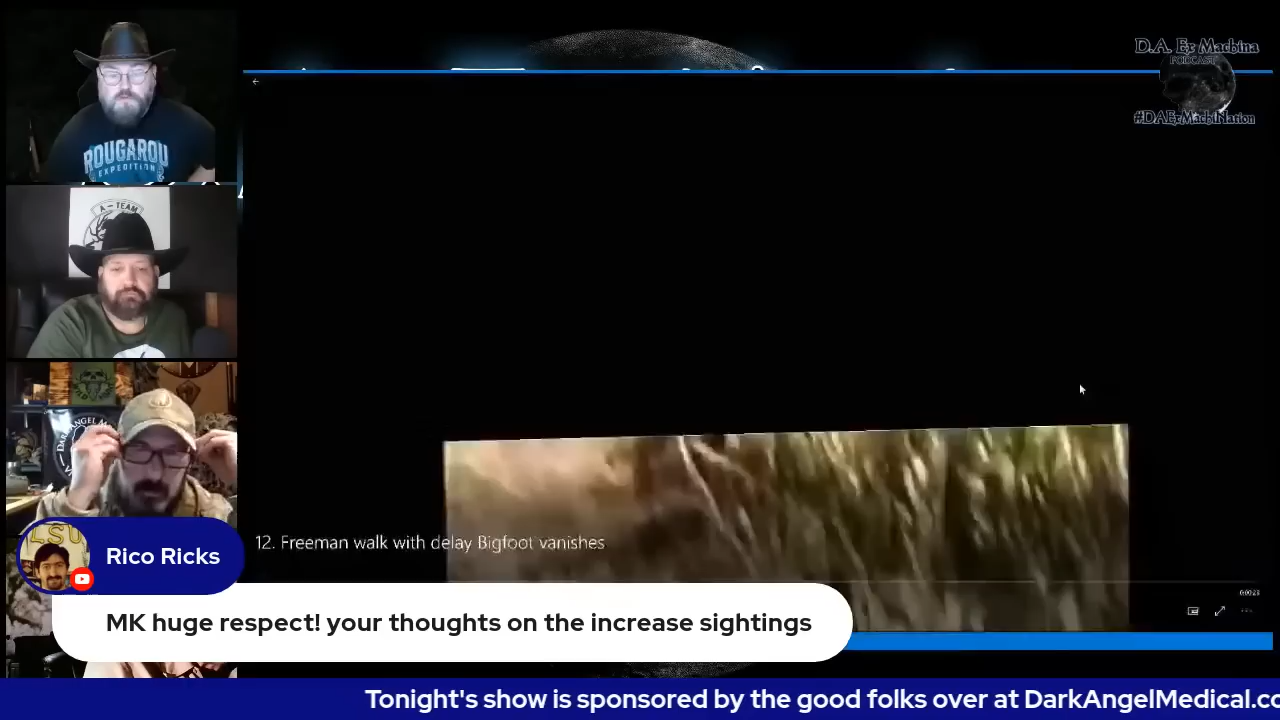 D.A. Ex Machina
PODCAST
#DAExMachiNation
ROUGAROU
EXPEDITION
A-TEAM
12. Freeman walk with delay Bigfoot vanishes
Rico Ricks
MK huge respect! your thoughts on the increase sightings
Tonight's show is sponsored by the good folks over at DarkAngelMedical.co